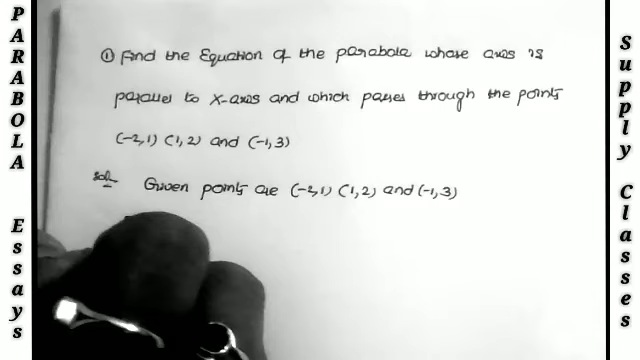 PARABOLA Essays
① Find the Equation of the parabola whose axis is
parallel to X-axis and which passes through the points
(-2,1) (1,2) and (-1,3)
Sol
Given points are (-2,1) (1,2) and (-1,3)
Supply Classes